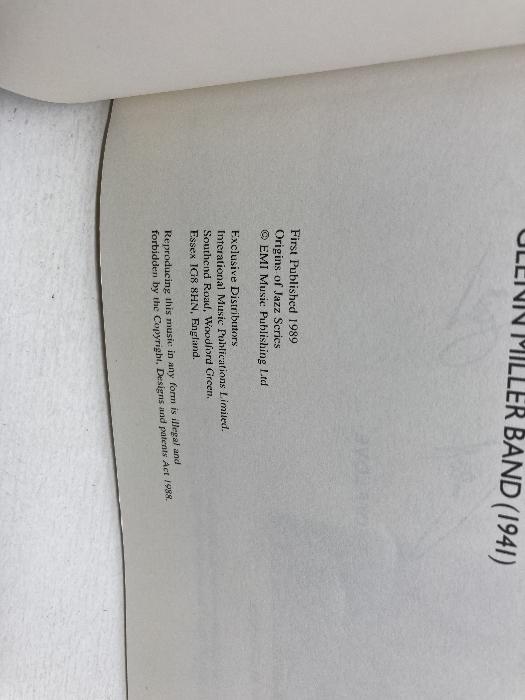 GLENN MILLER BAND (1941)
First Published 1989
Origins of Jazz Series
© EMI Music Publishing Ltd
Exclusive Distributors
Interational Music Publications Limited.
Southend Road, Woodford Green,
Essex IG8 8HN, England.
Reproducing this music in any form is illegal and
forbidden by the Copyright, Designs and patents Act 1988.